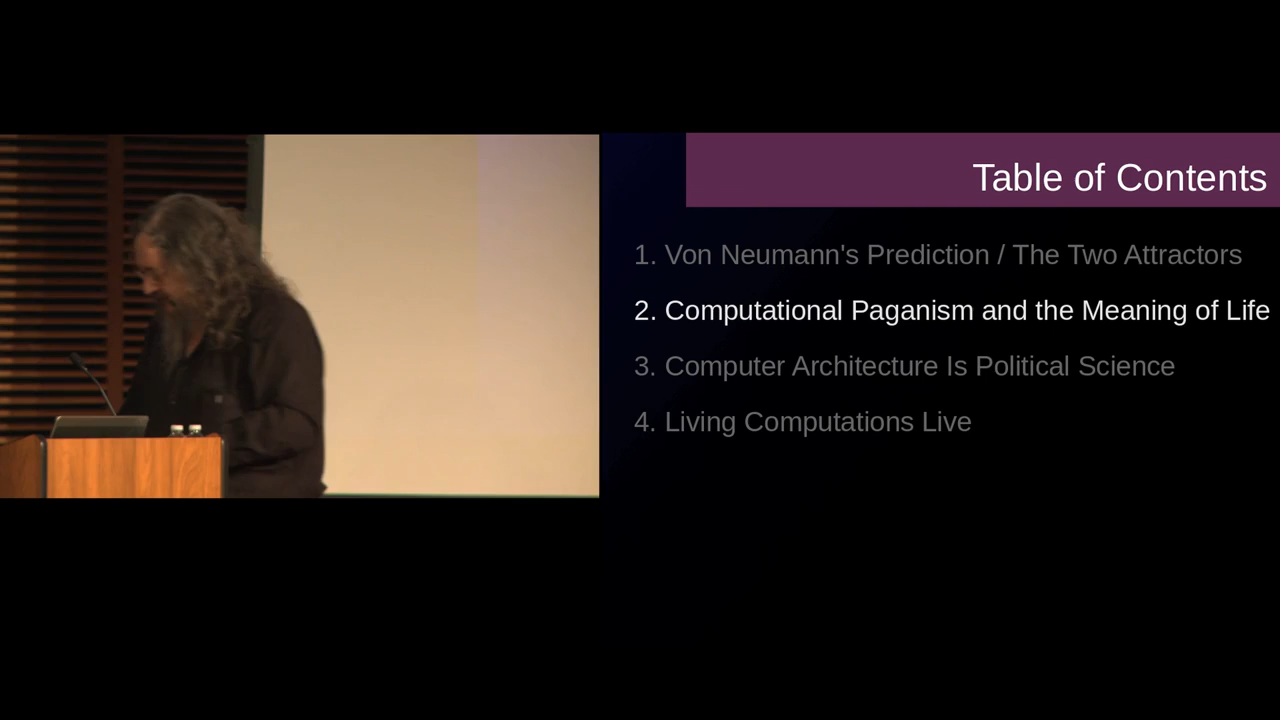 Table of Contents
1. Von Neumann's Prediction / The Two Attractors
2. Computational Paganism and the Meaning of Life
3. Computer Architecture Is Political Science
4. Living Computations Live